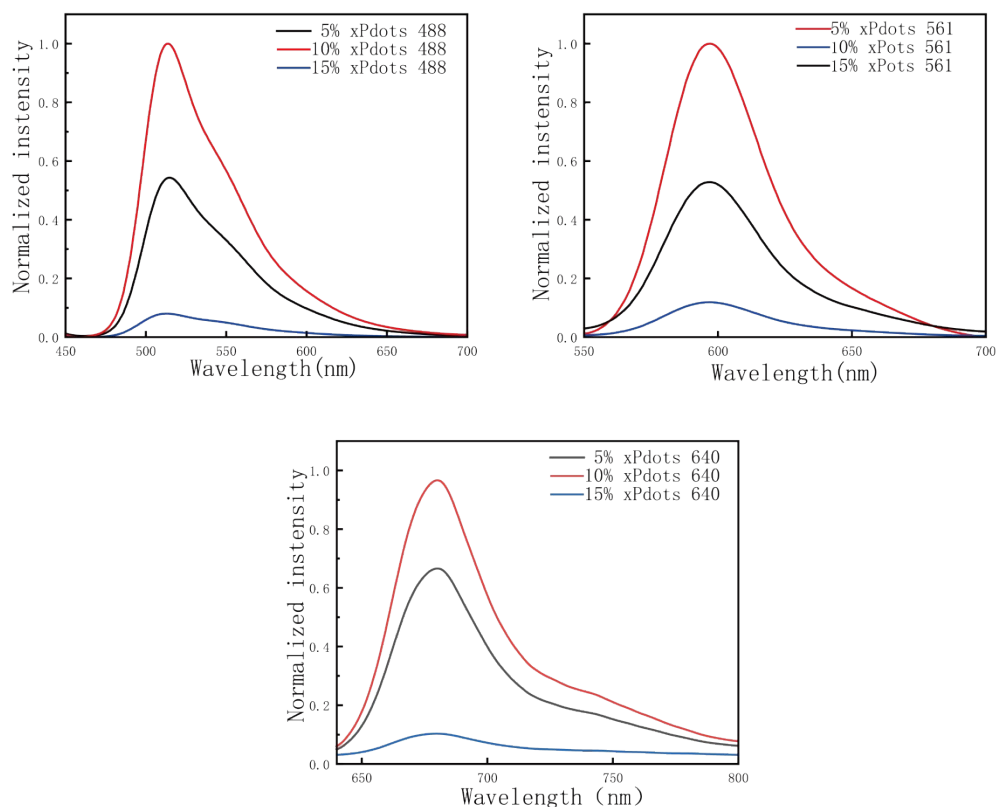 5% xPdots 488
10% xPdots 488
15% xPdots 488
Normalized instensity
1.0
0.8
0.6
0.4
0.2
0.0
450 500 550 600 650 700
Wavelength(nm)
5% xPdots 561
10% xPots 561
15% xPots 561
Normalized instensity
1.0
0.8
0.6
0.4
0.2
0.0
550 600 650 700
Wavelength(nm)
5% xPdots 640
10% xPdots 640
15% xPdots 640
Normalized instensity
1.0
0.8
0.6
0.4
0.2
0.0
650 700 750 800
Wavelength (nm)